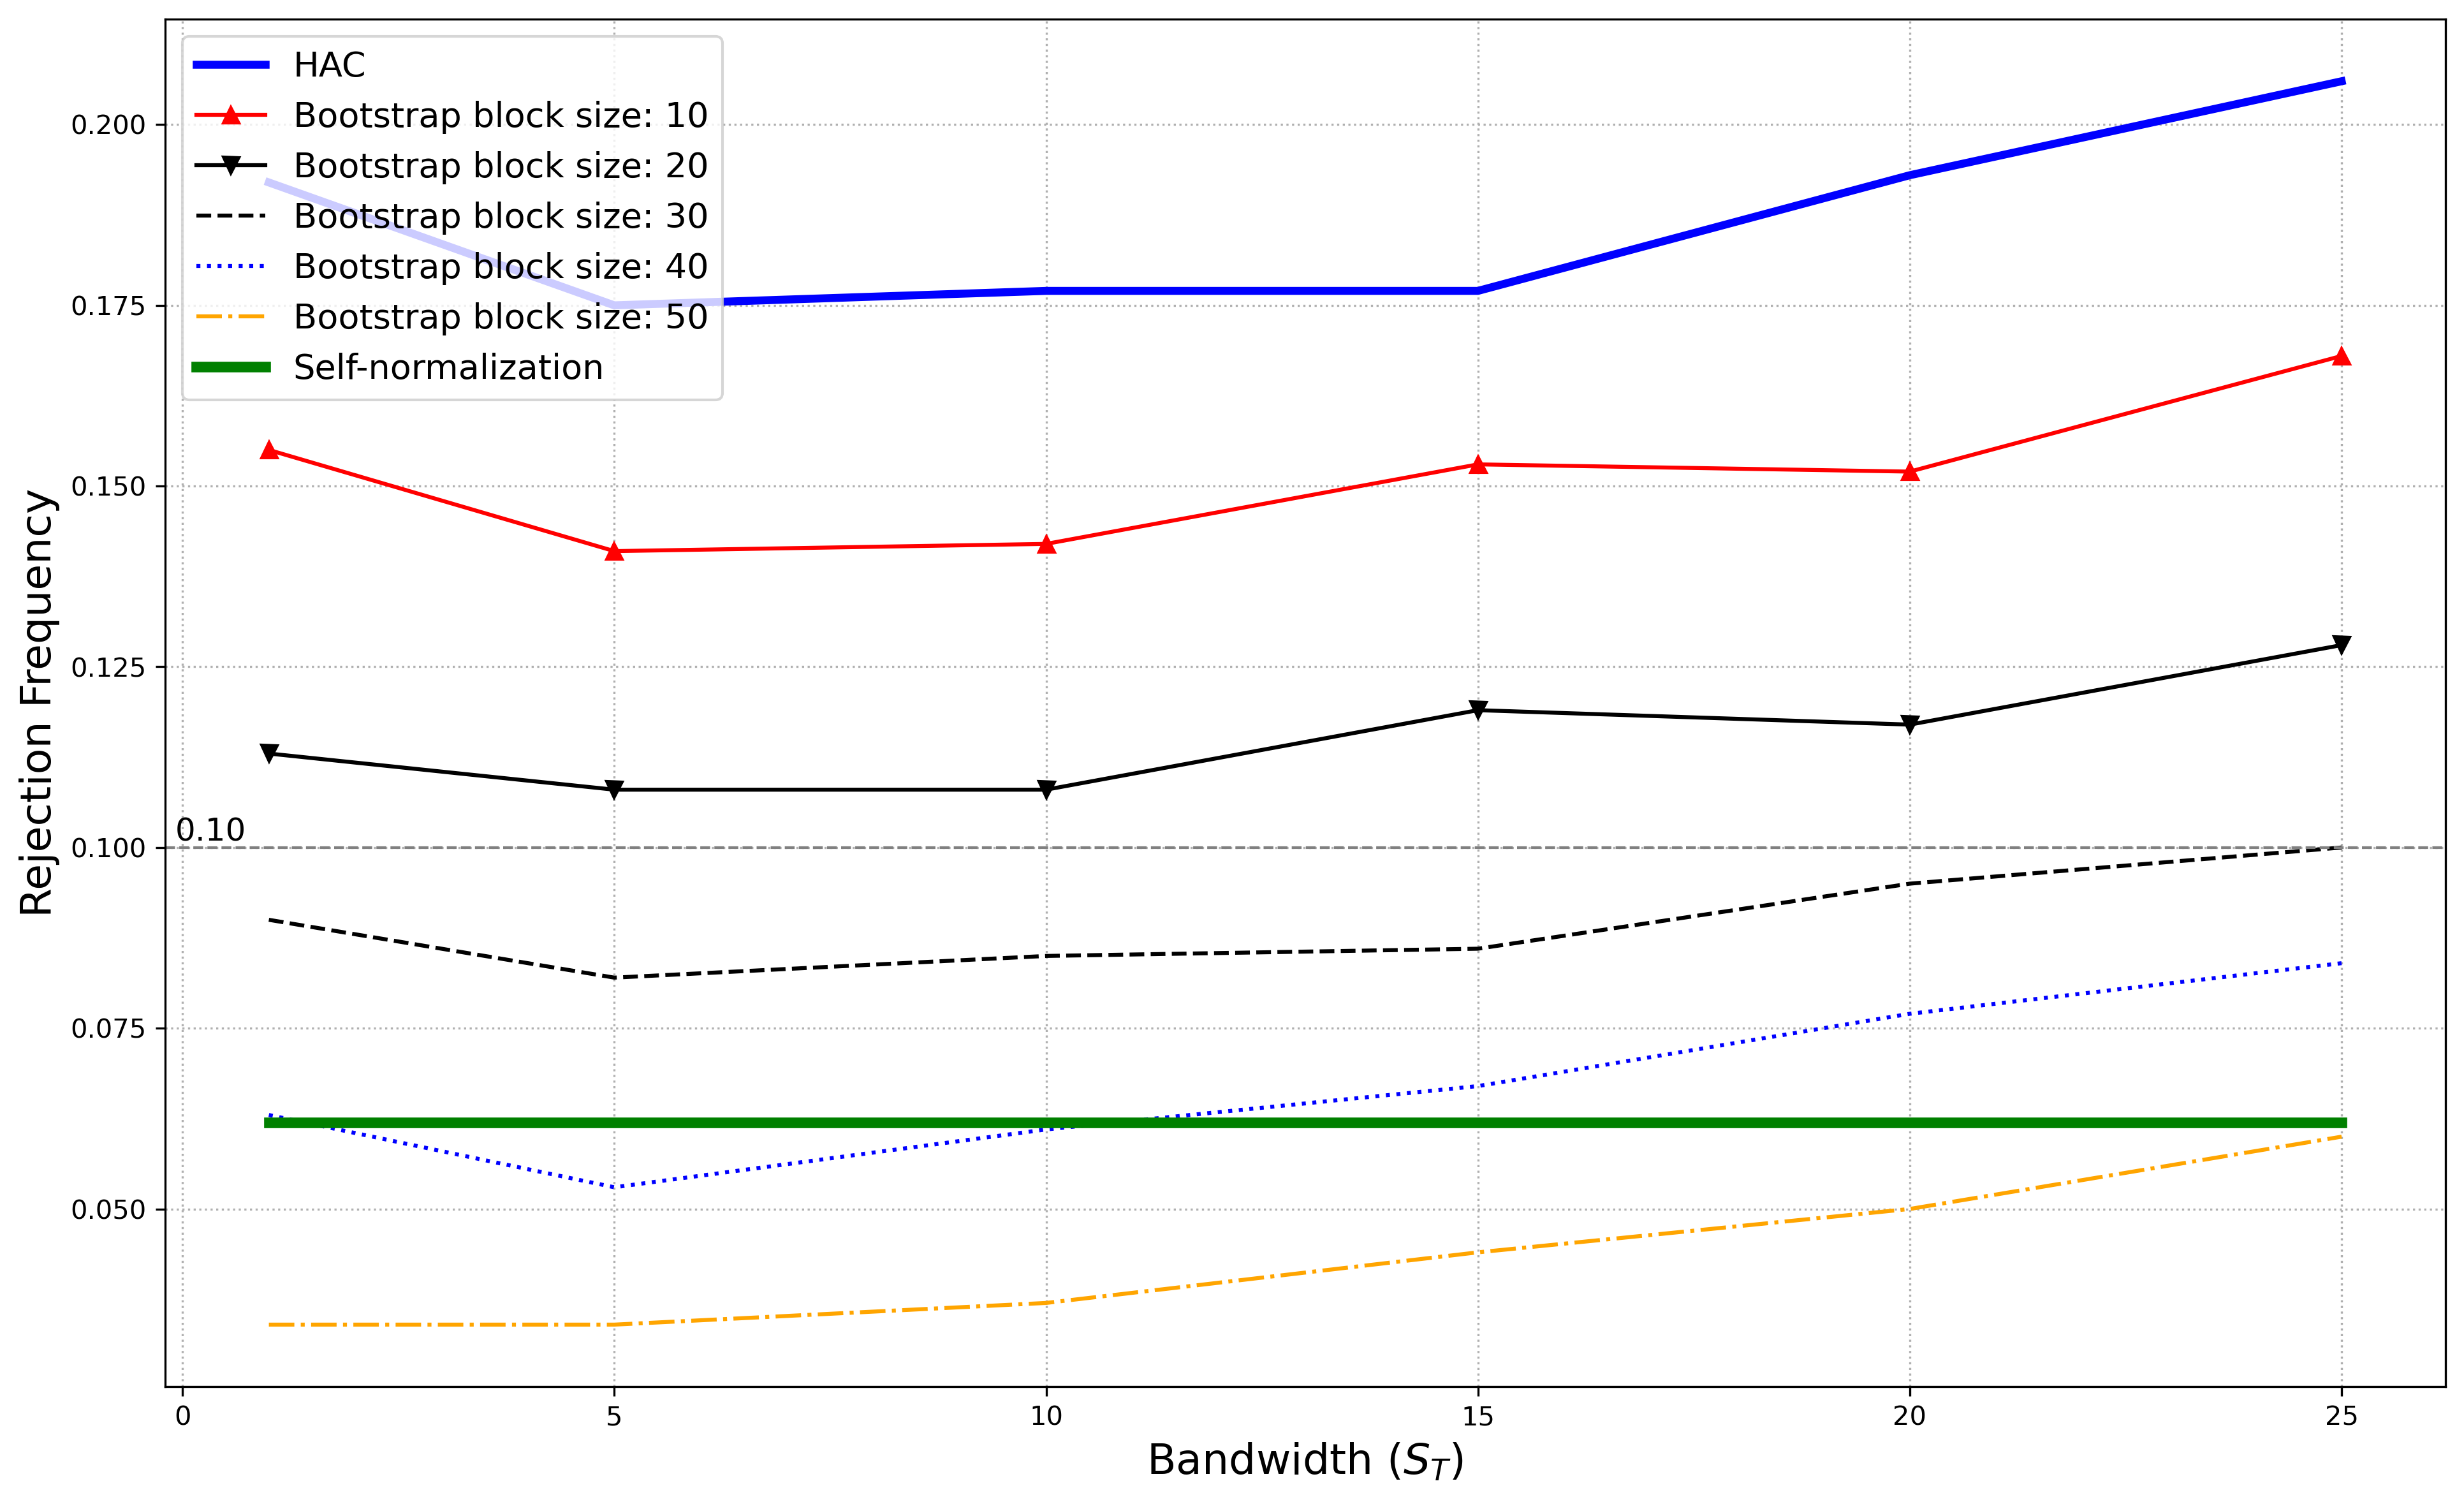 HAC
Bootstrap block size: 10
Bootstrap block size: 20
Bootstrap block size: 30
Bootstrap block size: 40
Bootstrap block size: 50
Self-normalization
0.200
0.175
0.150
0.125
0.100
0.075
0.050
0.10
Rejection Frequency
0 5 10 15 20 25
Bandwidth (S_T)